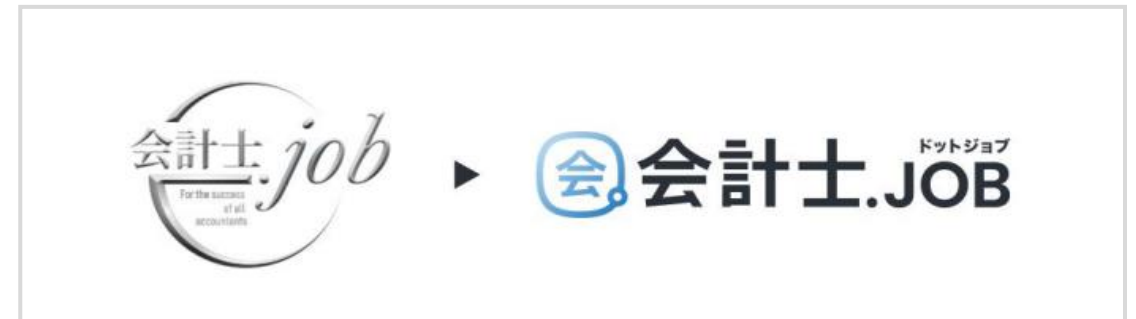 会計士.job
For the success
of all
accountants
▶
会
会計士.JOB
ドットジョブ